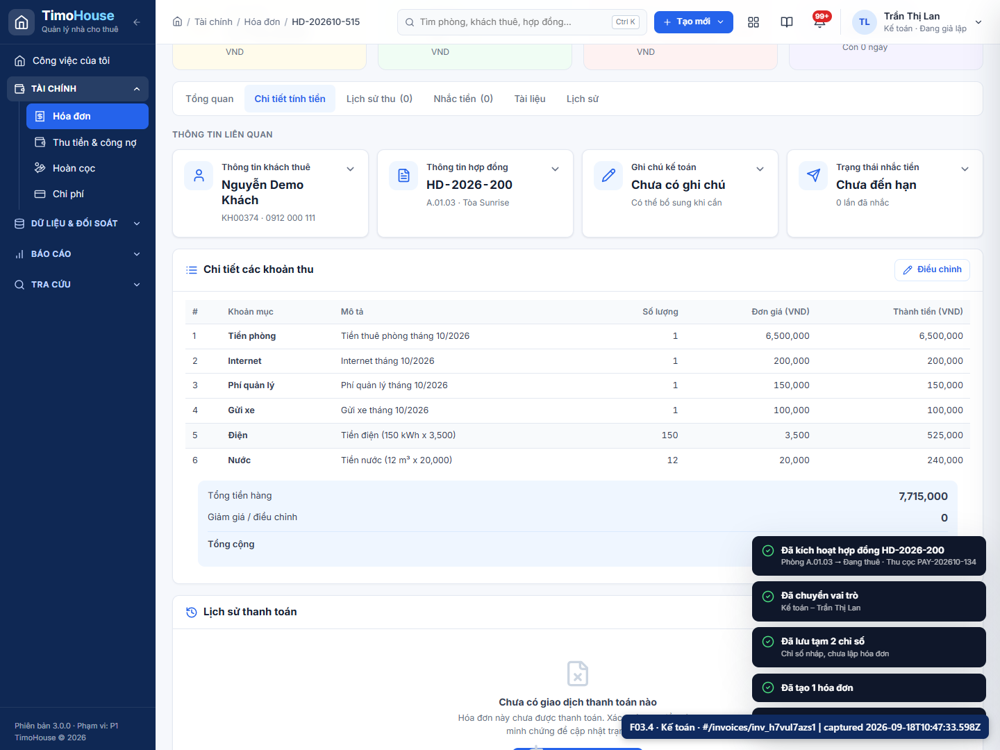 TimoHouse
Quản lý nhà cho thuê
Công việc của tôi
TÀI CHÍNH
Hóa đơn
Thu tiền & công nợ
Hoàn cọc
Chi phí
DỮ LIỆU & ĐỐI SOÁT
BÁO CÁO
TRA CỨU
Phiên bản 3.0.0 · Phạm vi: P1
TimoHouse © 2026
/ Tài chính / Hóa đơn / HD-202610-515
Tìm phòng, khách thuê, hợp đồng...
Ctrl K
Tạo mới
99+
TL
Trần Thị Lan
Kế toán · Đang giả lập
VND
VND
VND
Còn 0 ngày
Tổng quan
Chi tiết tính tiền
Lịch sử thu (0)
Nhắc tiền (0)
Tài liệu
Lịch sử
THÔNG TIN LIÊN QUAN
Thông tin khách thuê
Nguyễn Demo
Khách
KH00374 · 0912 000 111
Thông tin hợp đồng
HD-2026-200
A.01.03 · Tòa Sunrise
Ghi chú kế toán
Chưa có ghi chú
Có thể bổ sung khi cần
Trạng thái nhắc tiền
Chưa đến hạn
0 lần đã nhắc
Chi tiết các khoản thu
Điều chỉnh
# Khoản mục Mô tả Số lượng Đơn giá (VND) Thành tiền (VND)
1 Tiền phòng Tiền thuê phòng tháng 10/2026 1 6,500,000 6,500,000
2 Internet Internet tháng 10/2026 1 200,000 200,000
3 Phí quản lý Phí quản lý tháng 10/2026 1 150,000 150,000
4 Gửi xe Gửi xe tháng 10/2026 1 100,000 100,000
5 Điện Tiền điện (150 kWh x 3,500) 150 3,500 525,000
6 Nước Tiền nước (12 m³ x 20,000) 12 20,000 240,000
Tổng tiền hàng 7,715,000
Giảm giá / điều chỉnh 0
Tổng cộng
Lịch sử thanh toán
Chưa có giao dịch thanh toán nào
Hóa đơn này chưa được thanh toán.
minh chứng để cập nhật
Đã kích hoạt hợp đồng HD-2026-200
Phòng A.01.03 → Đang thuê · Thu cọc PAY-202610-134
Đã chuyển vai trò
Kế toán – Trần Thị Lan
Đã lưu tạm 2 chỉ số
Chỉ số nháp, chưa lập hóa đơn
Đã tạo 1 hóa đơn
F03.4 · Kế toán · #/invoices/inv_h7vul7azs1 | captured 2026-09-18T10:47:33.598Z